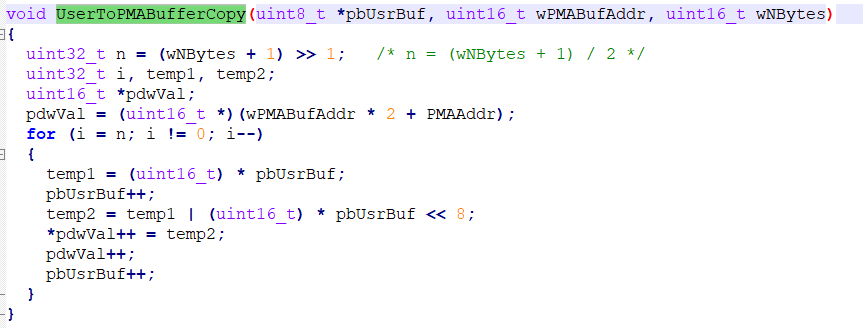 void UserToPMABufferCopy(uint8_t *pbUsrBuf, uint16_t wPMABufAddr, uint16_t wNBytes)
{
  uint32_t n = (wNBytes + 1) >> 1;   /* n = (wNBytes + 1) / 2 */
  uint32_t i, temp1, temp2;
  uint16_t *pdwVal;
  pdwVal = (uint16_t *)(wPMABufAddr * 2 + PMAAddr);
  for (i = n; i != 0; i--)
  {
    temp1 = (uint16_t) * pbUsrBuf;
    pbUsrBuf++;
    temp2 = temp1 | (uint16_t) * pbUsrBuf << 8;
    *pdwVal++ = temp2;
    pdwVal++;
    pbUsrBuf++;
  }
}